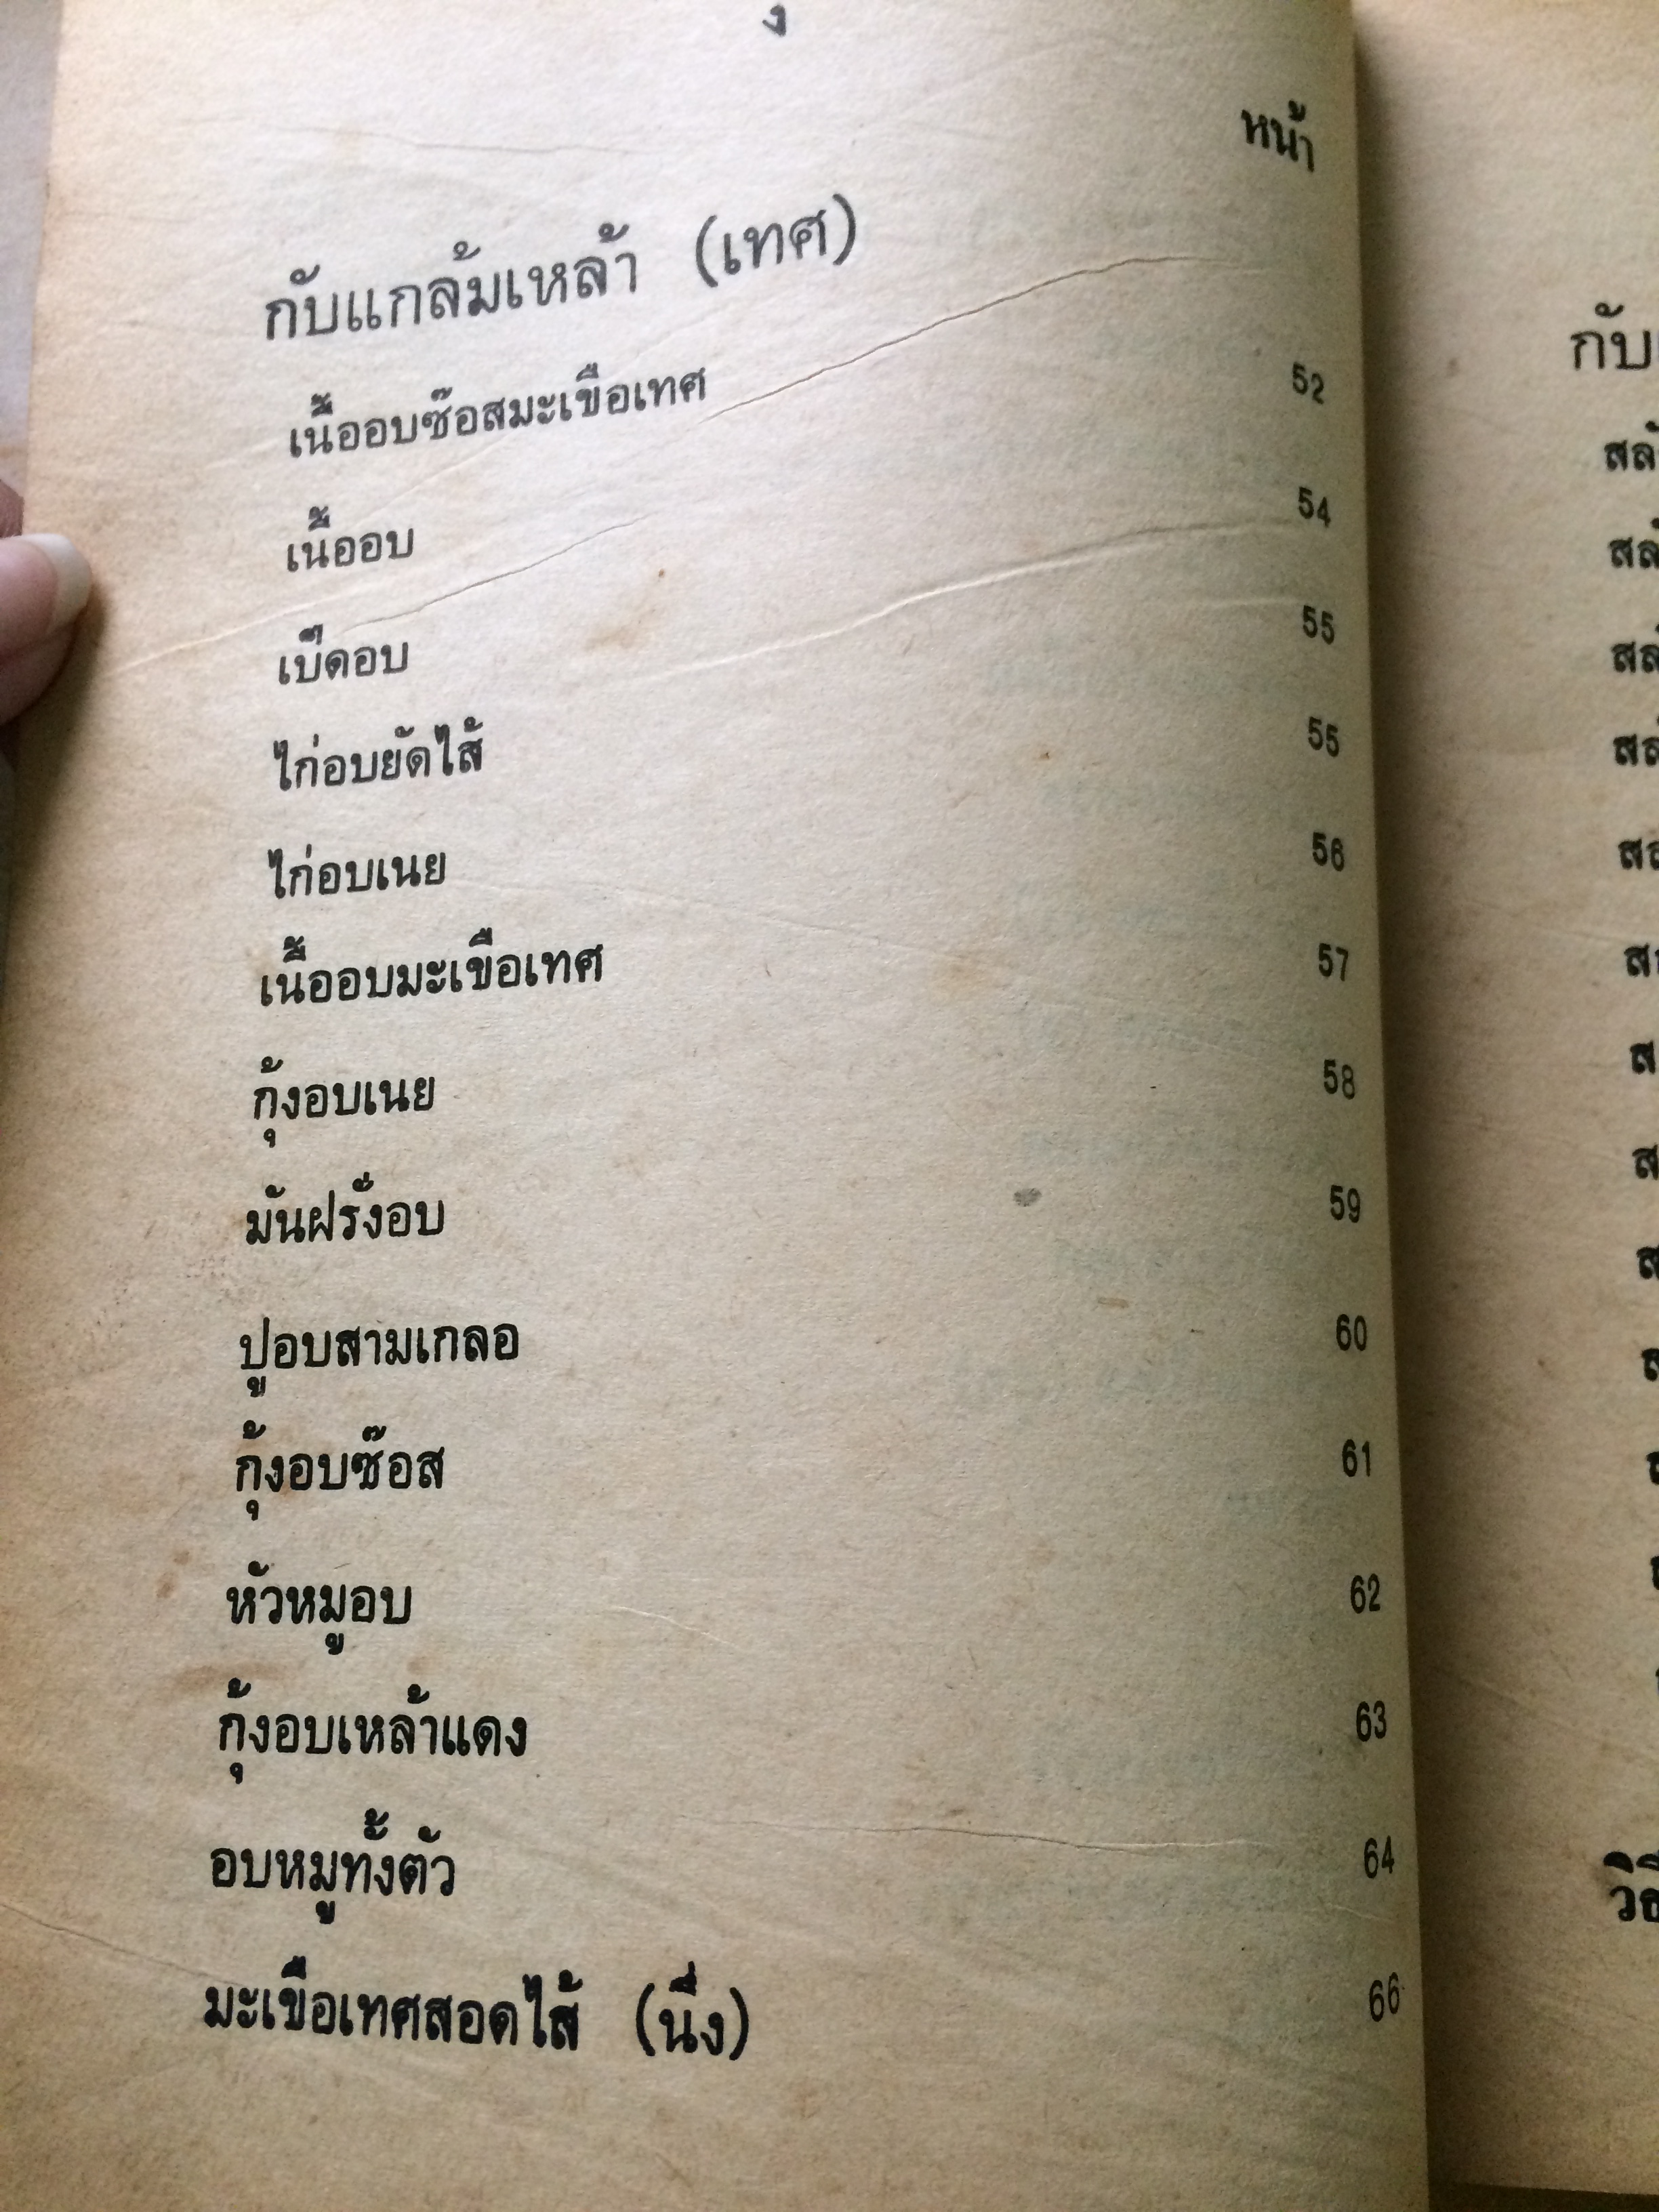 ง
หน้า
กับแกล้มเหล้า (เทศ)
เนื้ออบซ๊อสมะเขือเทศ 52
เนื้ออบ 54
เป็ดอบ 55
ไก่อบยัดไส้ 55
ไก่อบเนย 56
เนื้ออบมะเขือเทศ 57
กุ้งอบเนย 58
มันฝรั่งอบ 59
ปูอบสามเกลอ 60
กุ้งอบซ๊อส 61
หัวหมูอบ 62
กุ้งอบเหล้าแดง 63
อบหมูทั้งตัว 64
มะเขือเทศสอดไส้ (นึ่ง) 66